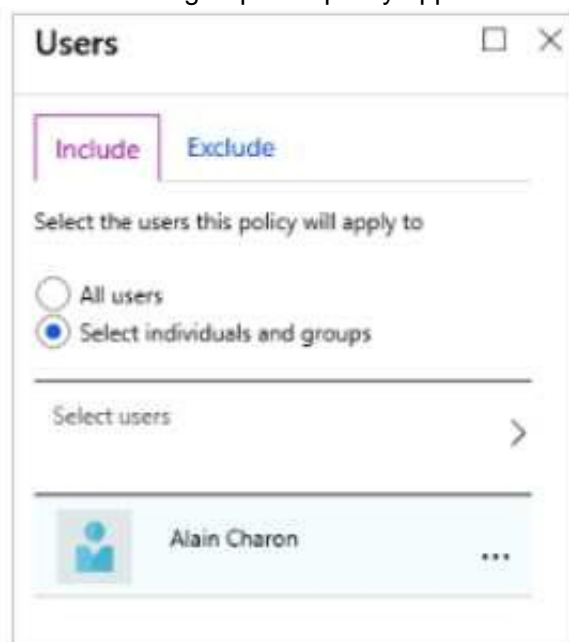 Users
Include Exclude
Select the users this policy will apply to
All users
Select individuals and groups
Select users
Alain Charon